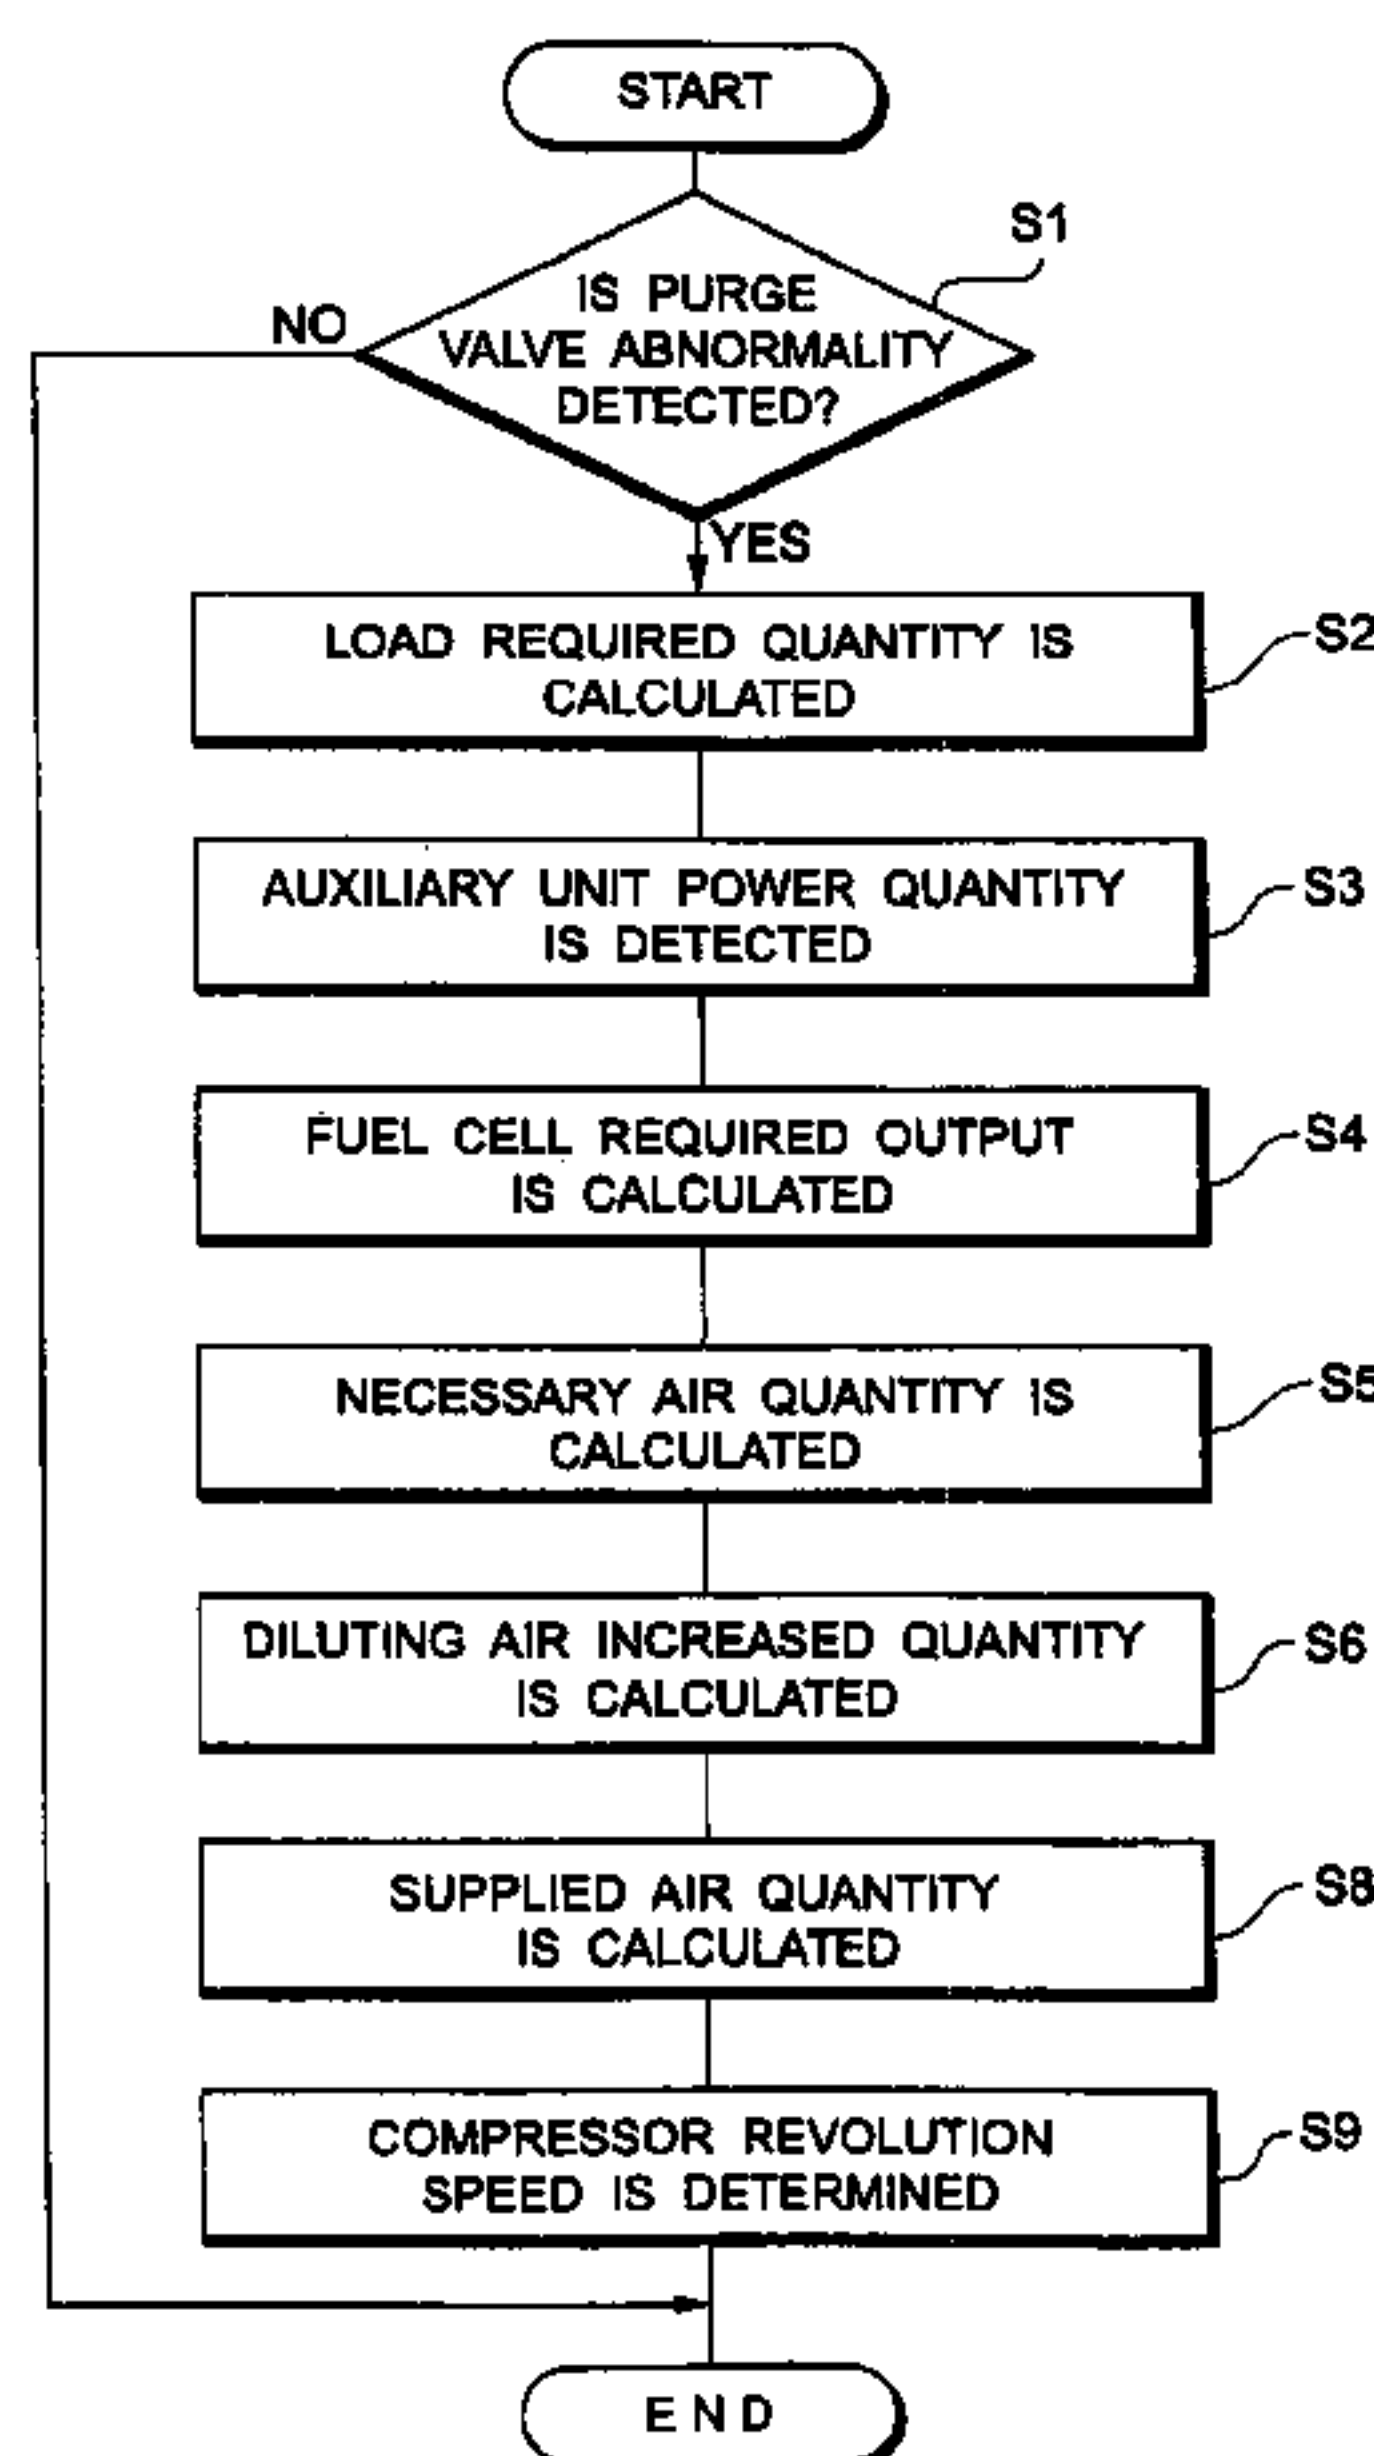 START
S1
IS PURGE
VALVE ABNORMALITY
DETECTED?
NO
YES
LOAD REQUIRED QUANTITY IS
CALCULATED
S2
AUXILIARY UNIT POWER QUANTITY
IS DETECTED
S3
FUEL CELL REQUIRED OUTPUT
IS CALCULATED
S4
NECESSARY AIR QUANTITY IS
CALCULATED
S5
DILUTING AIR INCREASED QUANTITY
IS CALCULATED
S6
SUPPLIED AIR QUANTITY
IS CALCULATED
S8
COMPRESSOR REVOLUTION
SPEED IS DETERMINED
S9
END